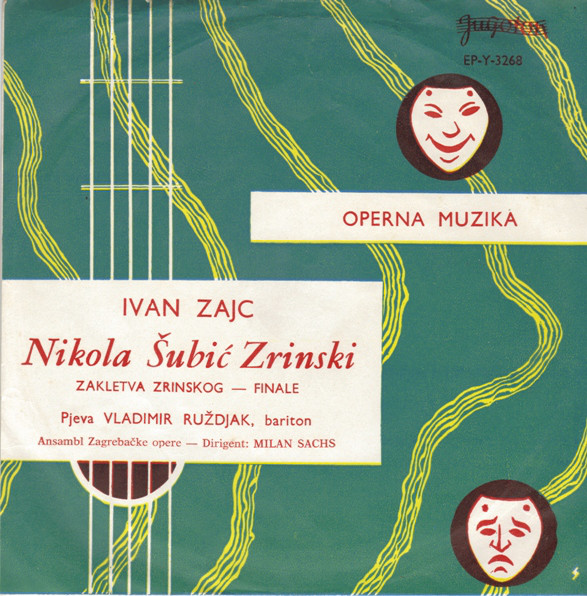 Jugoton
EP-Y-3268
OPERNA MUZIKA
IVAN ZAJC
Nikola Šubić Zrinski
ZAKLETVA ZRINSKOG — FINALE
Pjeva VLADIMIR RUŽDJAK, bariton
Ansambl Zagrebačke opere — Dirigent: MILAN SACHS